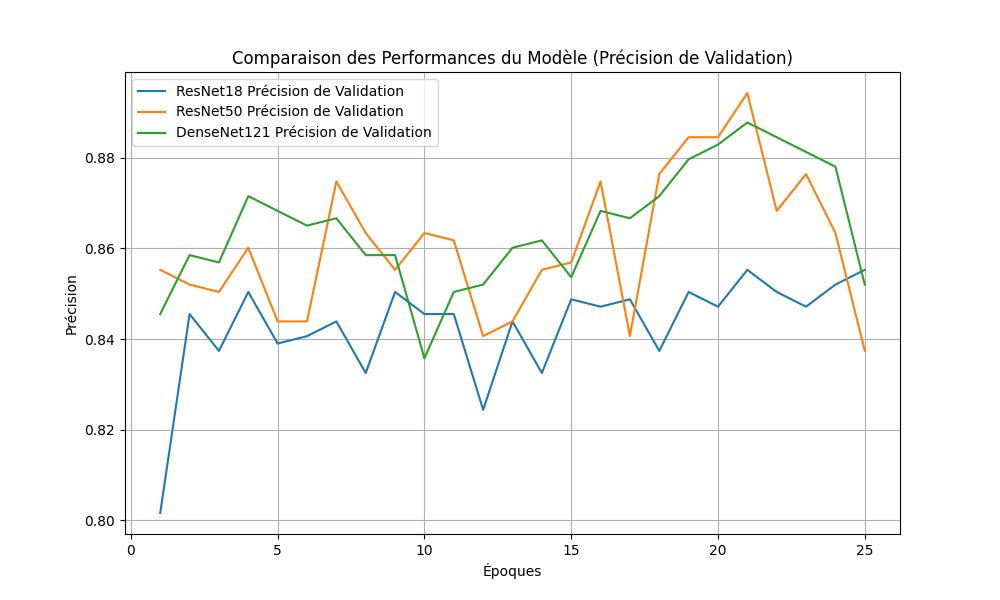 Comparaison des Performances du Modèle (Précision de Validation)
ResNet18 Précision de Validation
ResNet50 Précision de Validation
DenseNet121 Précision de Validation
Précision
0.88
0.86
0.84
0.82
0.80
0 5 10 15 20 25
Époques